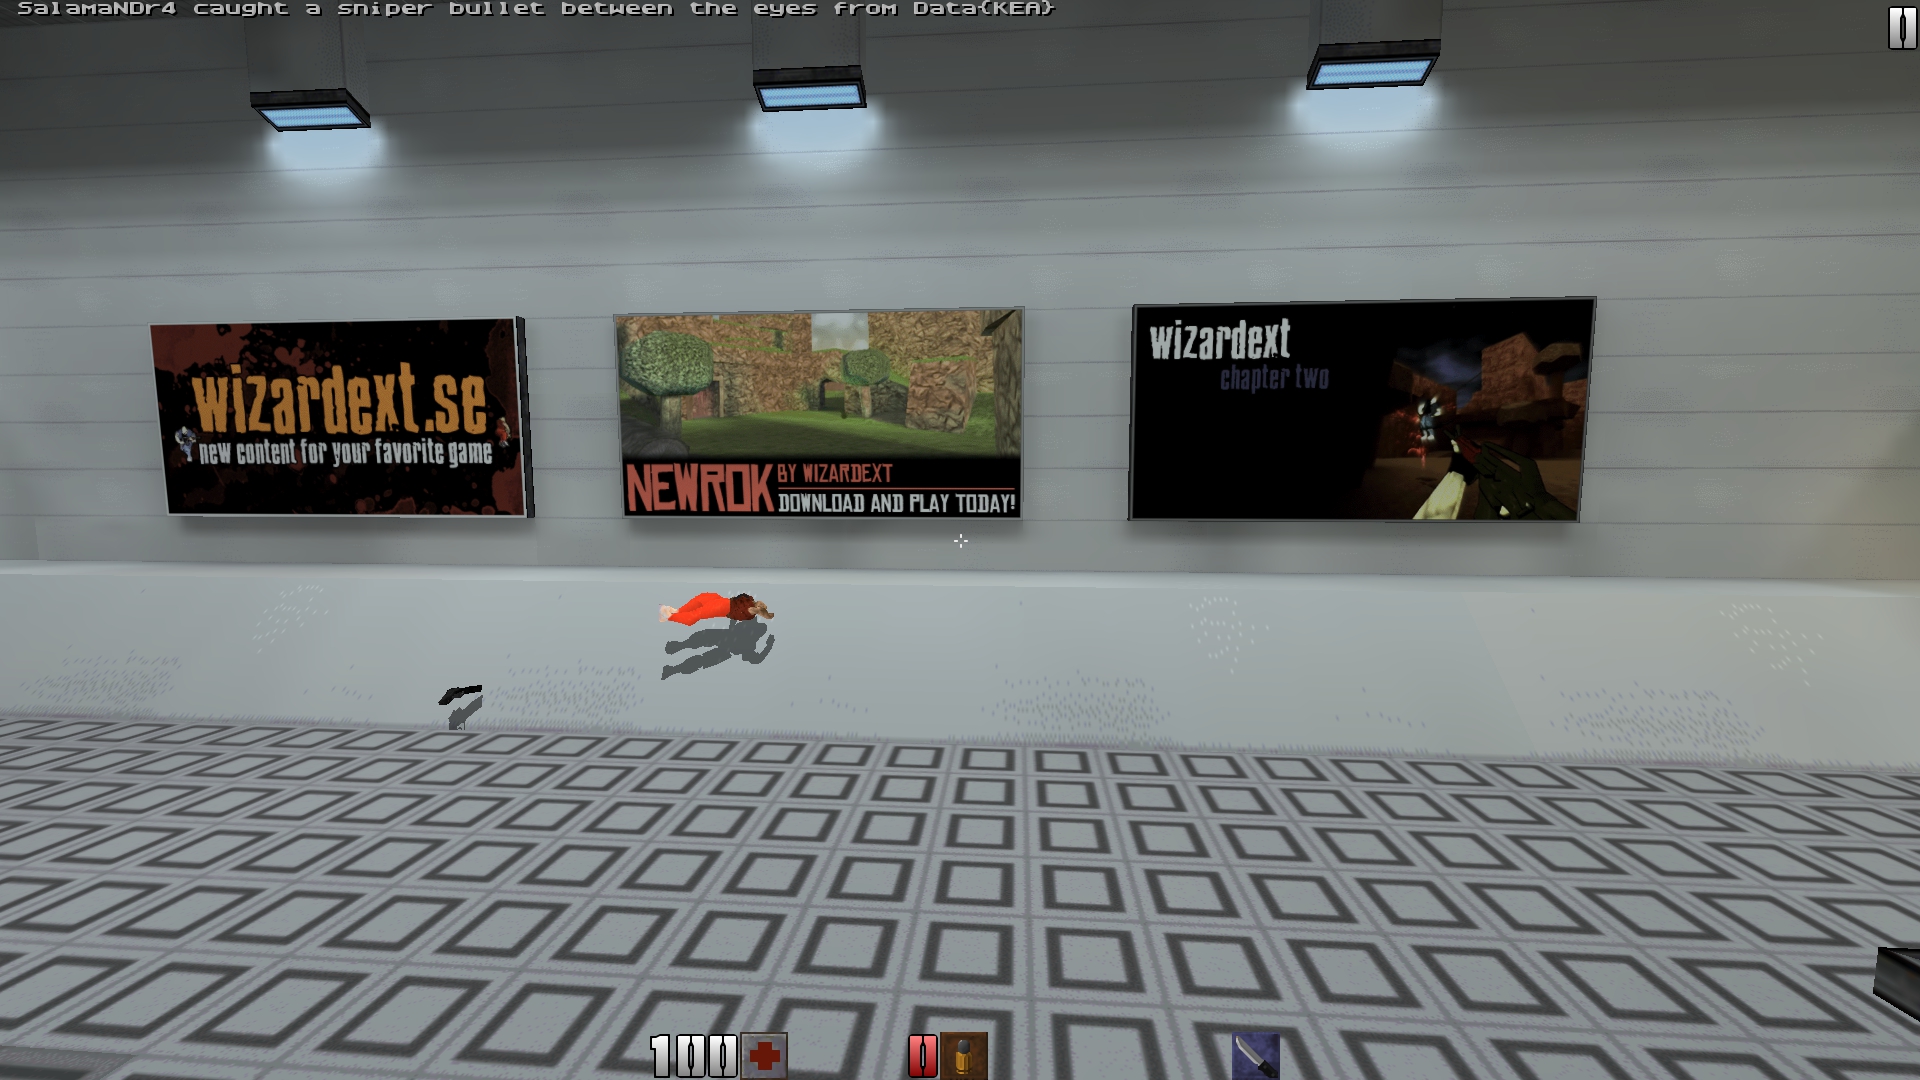 SalamaNDr4 caught a sniper bullet between the eyes from Data{KEA}
0
wizardext.se
new content for your favorite game
NEWROK BY WIZARDEXT
DOWNLOAD AND PLAY TODAY!
wizardext
chapter two
100 0